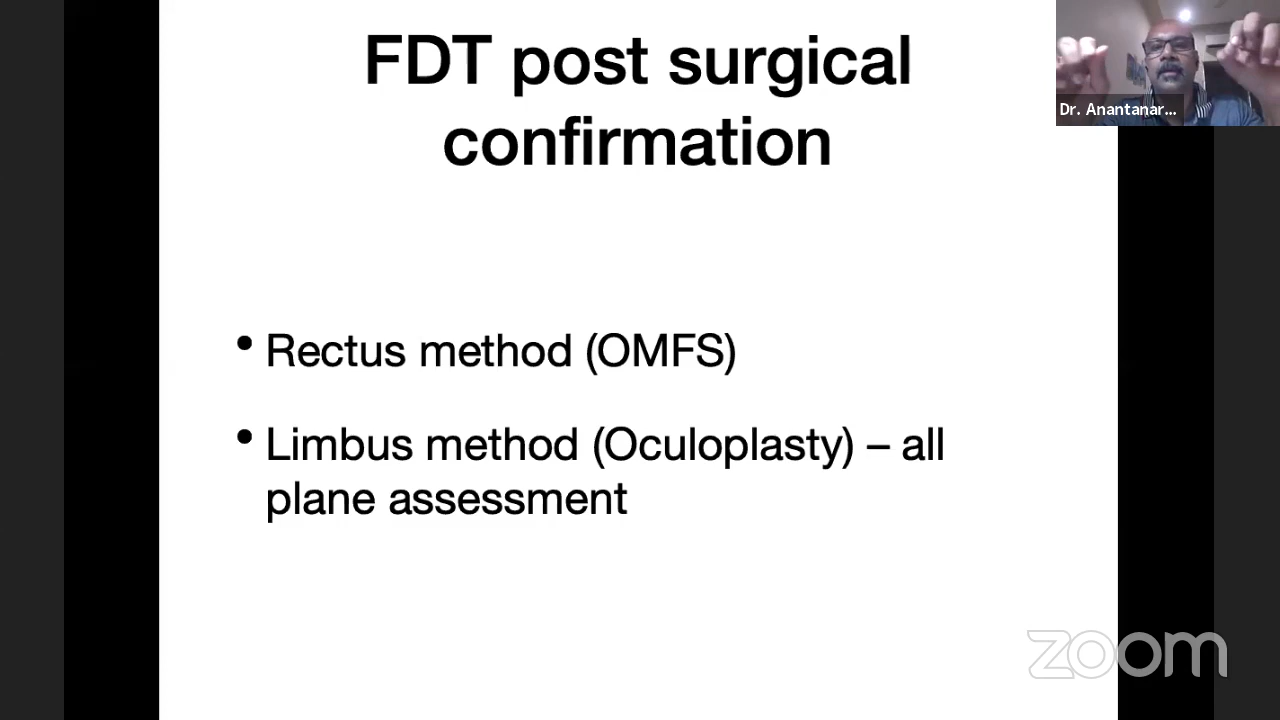 FDT post surgical
confirmation
Dr. Anantanar...
• Rectus method (OMFS)
• Limbus method (Oculoplasty) – all
plane assessment
zoom